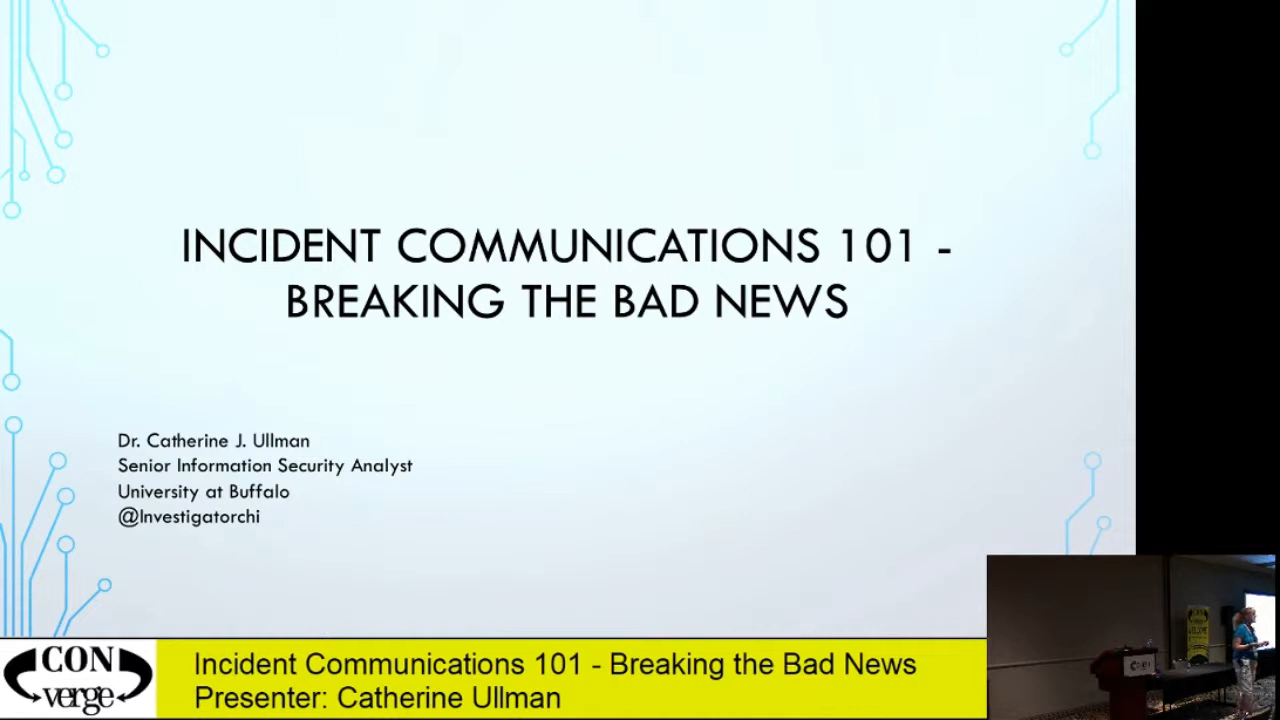 INCIDENT COMMUNICATIONS 101 -
BREAKING THE BAD NEWS
Dr. Catherine J. Ullman
Senior Information Security Analyst
University at Buffalo
@Investigatorchi
CON
verge
Incident Communications 101 - Breaking the Bad News
Presenter: Catherine Ullman